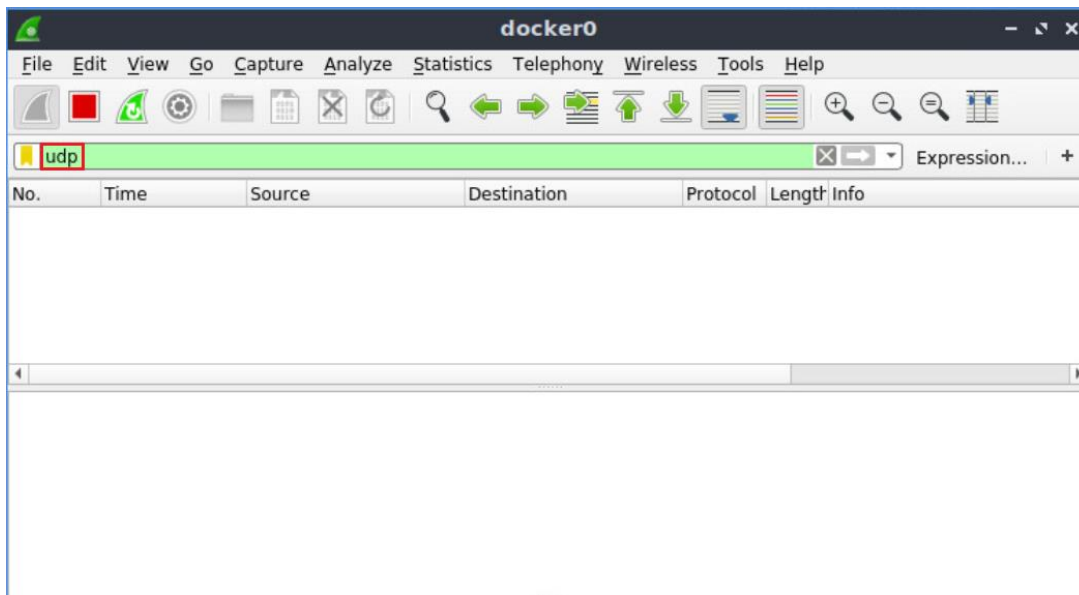 docker0
File Edit View Go Capture Analyze Statistics Telephony Wireless Tools Help
udp Expression... +
No. Time Source Destination Protocol Length Info